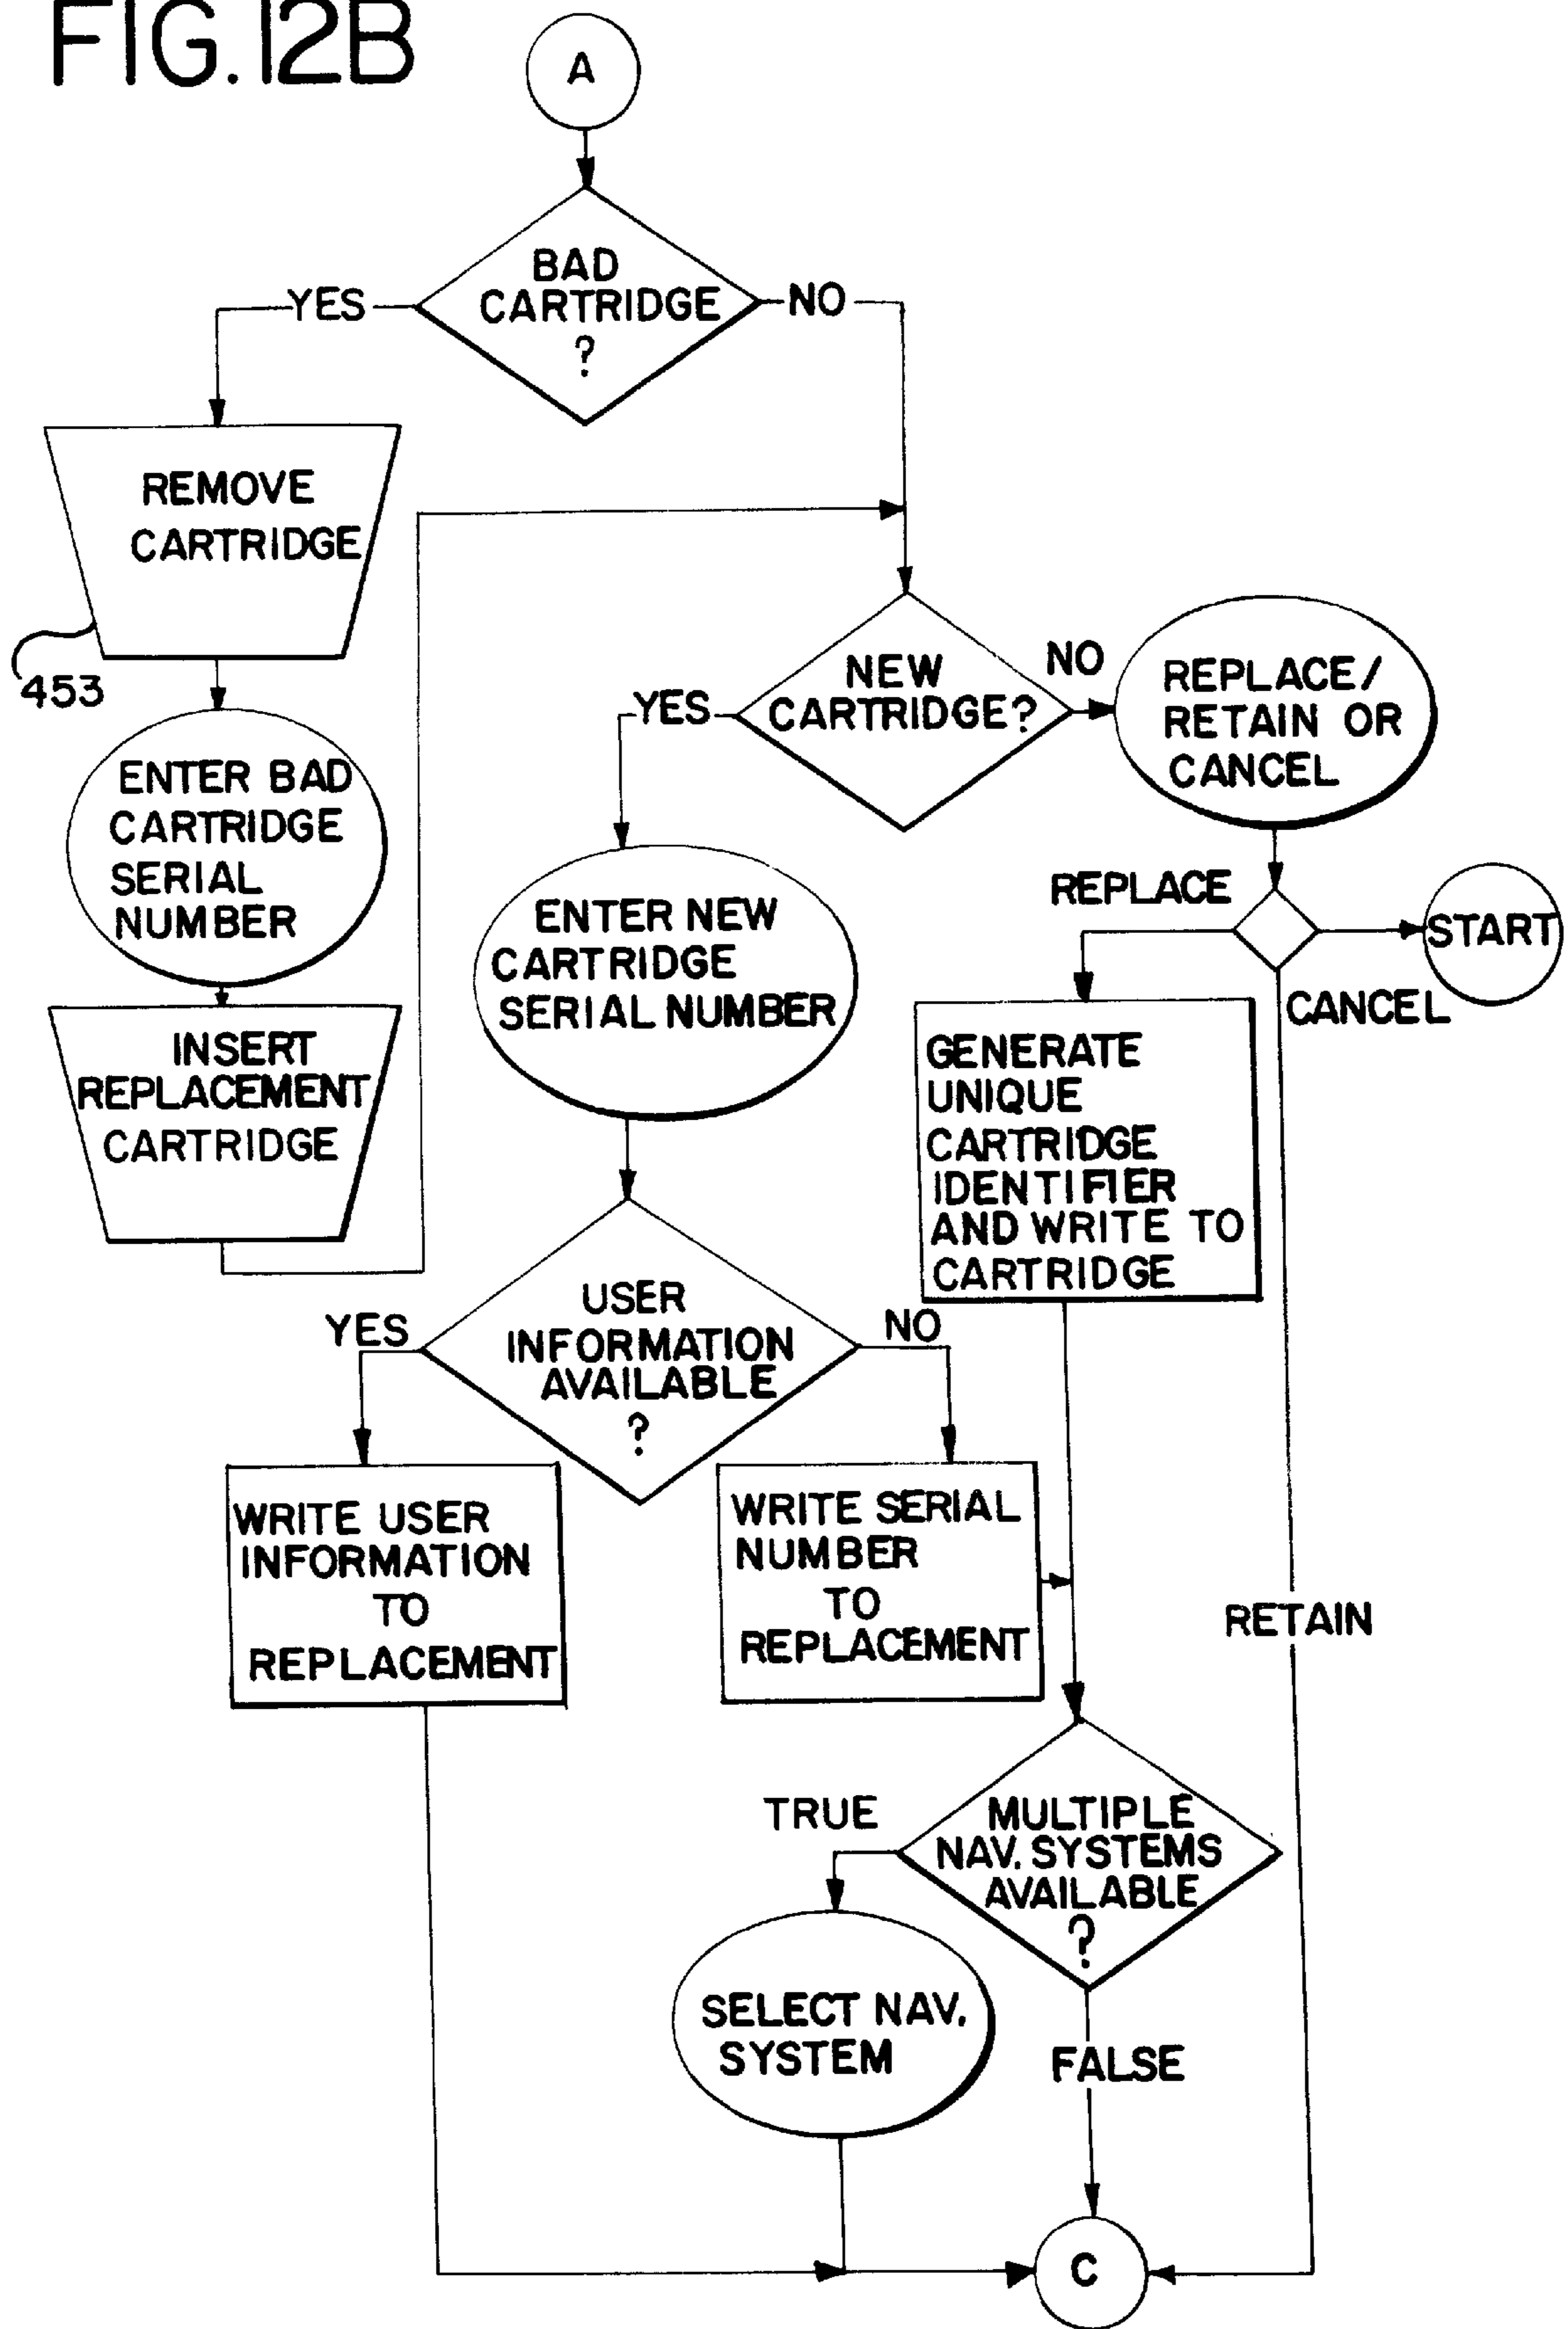 FIG. 12B
A
BAD
CARTRIDGE
?
YES
NO
REMOVE
CARTRIDGE
453
NEW
CARTRIDGE?
YES
NO
REPLACE/
RETAIN OR
CANCEL
ENTER BAD
CARTRIDGE
SERIAL
NUMBER
REPLACE
START
CANCEL
ENTER NEW
CARTRIDGE
SERIAL NUMBER
INSERT
REPLACEMENT
CARTRIDGE
GENERATE
UNIQUE
CARTRIDGE
IDENTIFIER
AND WRITE TO
CARTRIDGE
USER
INFORMATION
AVAILABLE
?
YES
NO
WRITE USER
INFORMATION
TO
REPLACEMENT
WRITE SERIAL
NUMBER
TO
REPLACEMENT
RETAIN
TRUE
MULTIPLE
NAV. SYSTEMS
AVAILABLE
?
SELECT NAV.
SYSTEM
FALSE
C